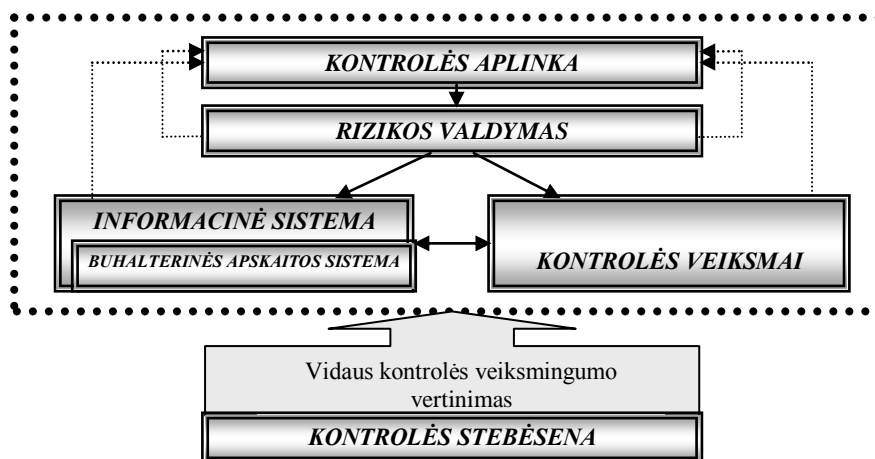 KONTROLĖS APLINKA
RIZIKOS VALDYMAS
INFORMACINĖ SISTEMA
BUHALTERINĖS APSKAITOS SISTEMA
KONTROLĖS VEIKSMAI
Vidaus kontrolės veiksmingumo
vertinimas
KONTROLĖS STEBĖSENA